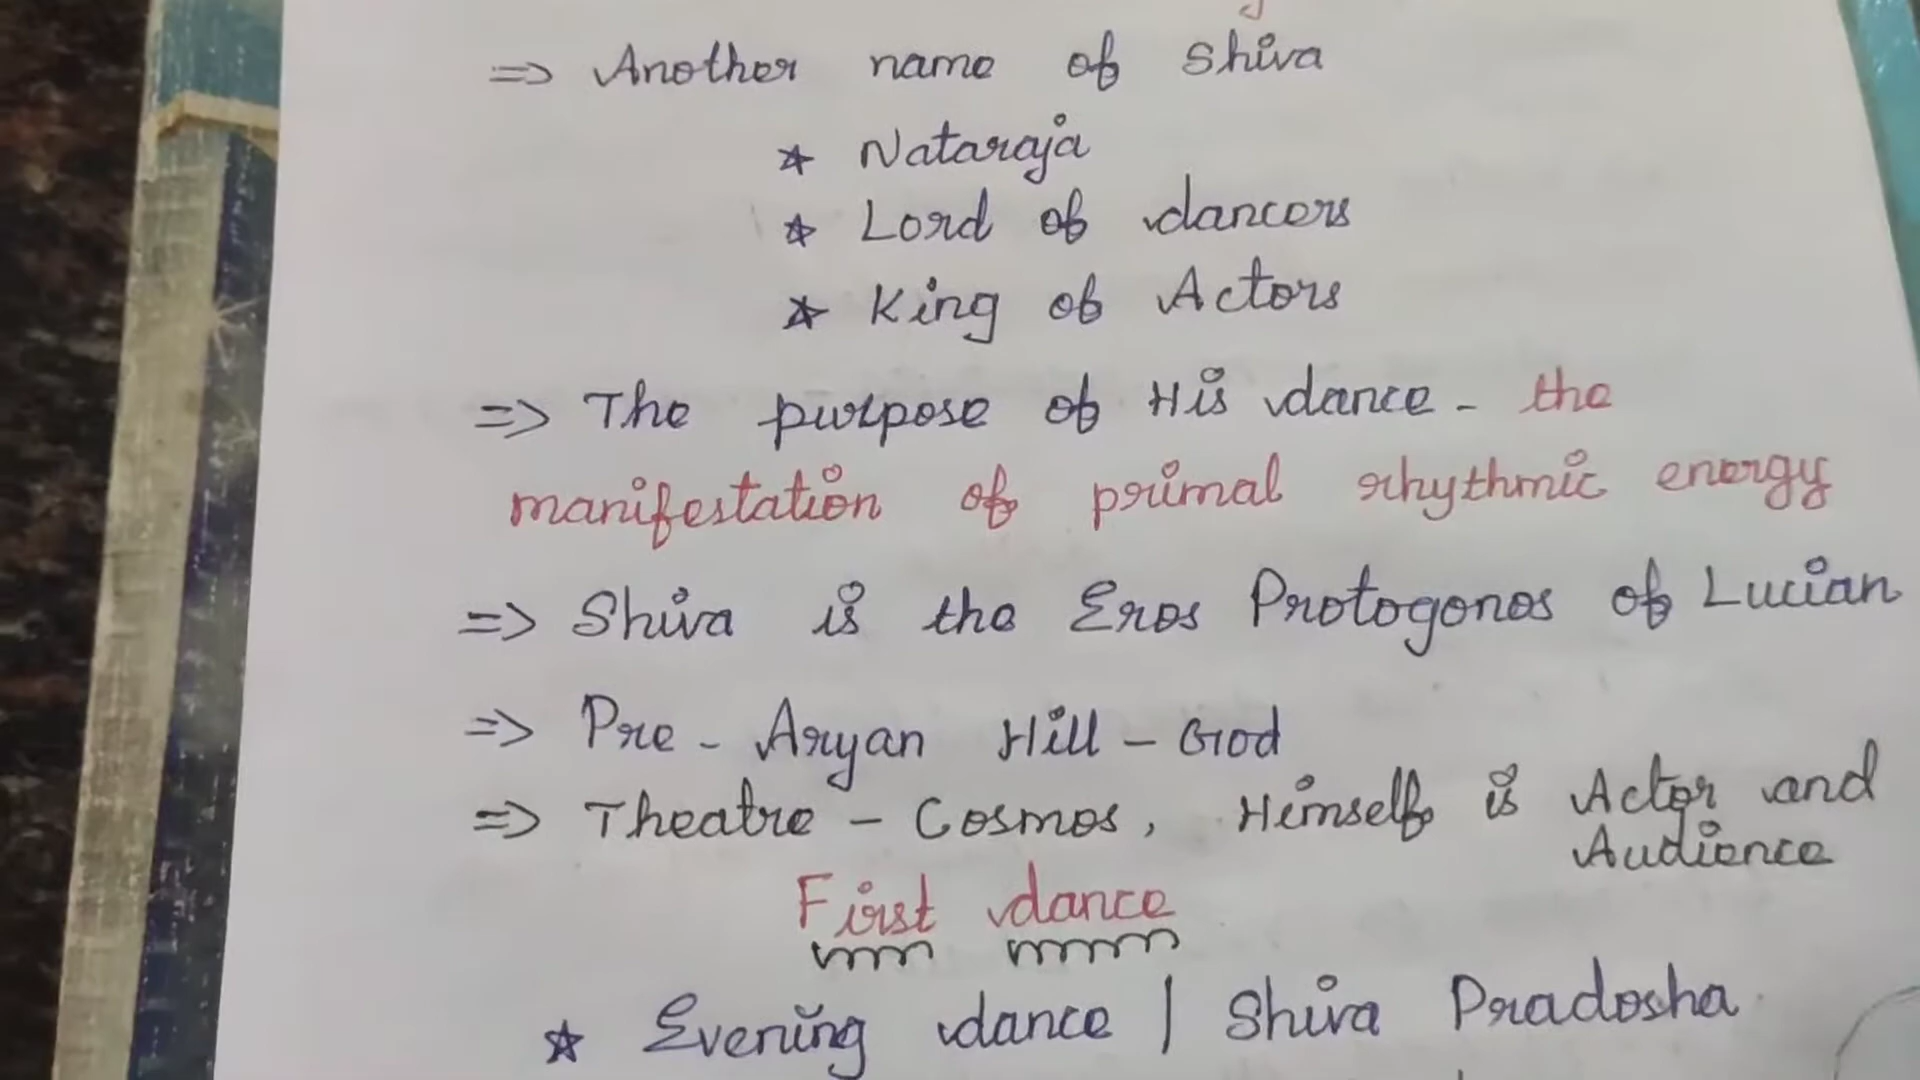 => Another name of Shiva
☆ Nataraja
☆ Lord of dancers
☆ King of Actors
=> The purpose of His dance - the
manifestation of primal rhythmic energy
=> Shiva is the Eros Protogonos of Lucian
=> Pre - Aryan Hill - God
=> Theatre - Cosmos, Himself is Actor and
Audience
First dance
☆ Evening dance | Shiva Pradosha